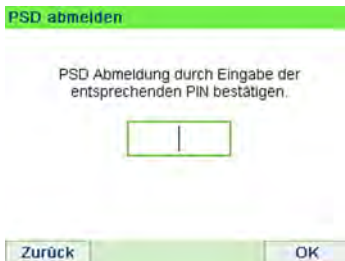 PSD abmelden
PSD Abmeldung durch Eingabe der
entsprechenden PIN bestätigen.
Zurück
OK